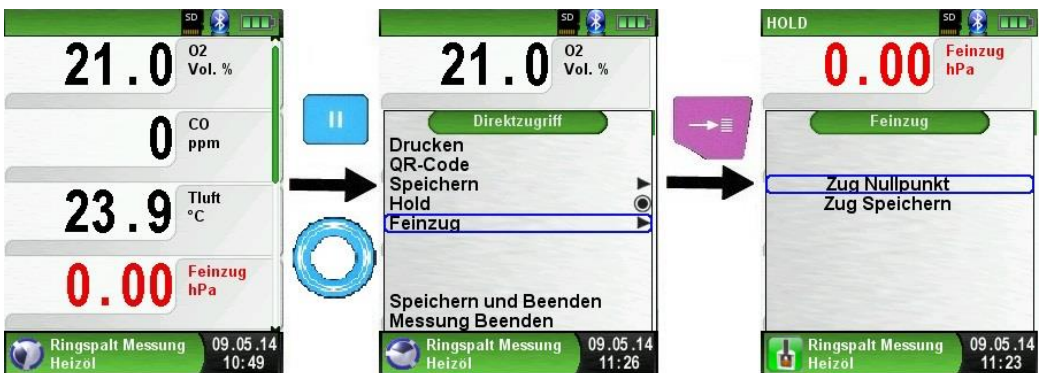 SD
21.0 O2 Vol. %
0 CO ppm
23.9 Tluft °C
0.00 Feinzug hPa
Ringspalt Messung 09.05.14
Heizöl 10:49
SD
21.0 O2 Vol. %
Direktzugriff
Drucken
QR-Code
Speichern
Hold
Feinzug
Speichern und Beenden
Messung Beenden
Ringspalt Messung 09.05.14
Heizöl 11:26
HOLD SD
0.00 Feinzug hPa
Feinzug
Zug Nullpunkt
Zug Speichern
Ringspalt Messung 09.05.14
Heizöl 11:23